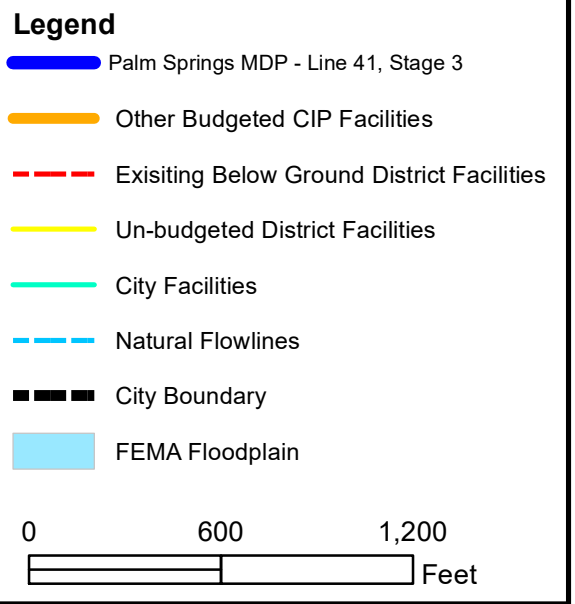 Legend
Palm Springs MDP - Line 41, Stage 3
Other Budgeted CIP Facilities
Exisiting Below Ground District Facilities
Un-budgeted District Facilities
City Facilities
Natural Flowlines
City Boundary
FEMA Floodplain
0 600 1,200
Feet